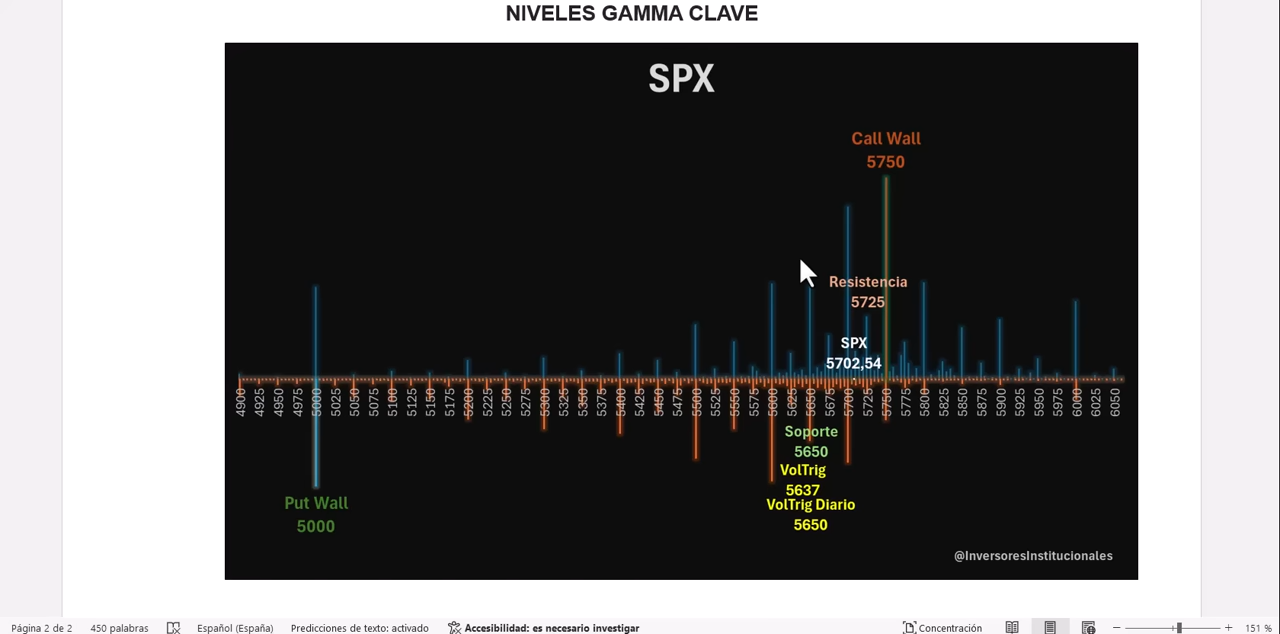 NIVELES GAMMA CLAVE
SPX
Call Wall
5750
Resistencia
5725
SPX
5702,54
4900 4925 4950 4975 5000 5025 5050 5075 5100 5125 5150 5175 5200 5225 5250 5275 5300 5325 5350 5375 5400 5425 5450 5475 5500 5525 5550 5575 5600 5625 5650 5675 5700 5725 5750 5775 5800 5825 5850 5875 5900 5925 5950 5975 6000 6025 6050
Soporte
5650
VolTrig
5637
VolTrig Diario
5650
Put Wall
5000
@InversoresInstitucionales
Página 2 de 2 450 palabras Español (España) Predicciones de texto: activado Accesibilidad: es necesario investigar Concentración 151 %